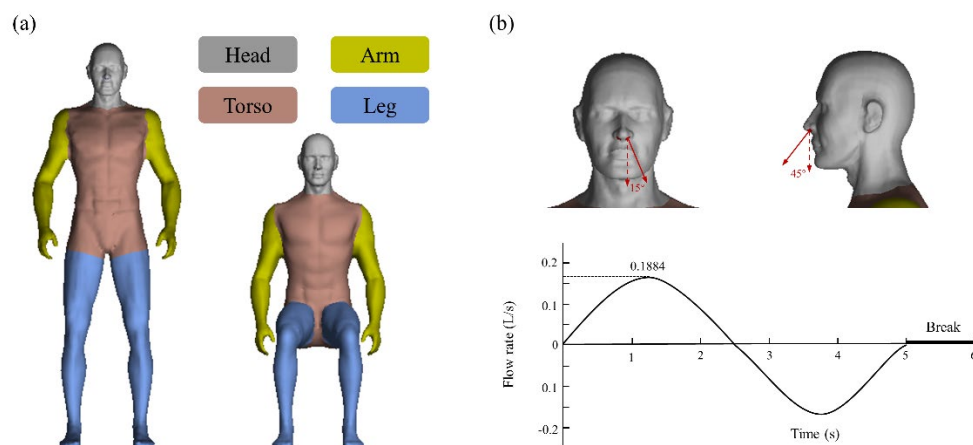 (a)
Head
Arm
Torso
Leg
(b)
15°
45°
Flow rate (L/s)
0.2
0.1
0
0.1
-0.2
0.1884
1 2 3 4 5 6
Break
Time (s)